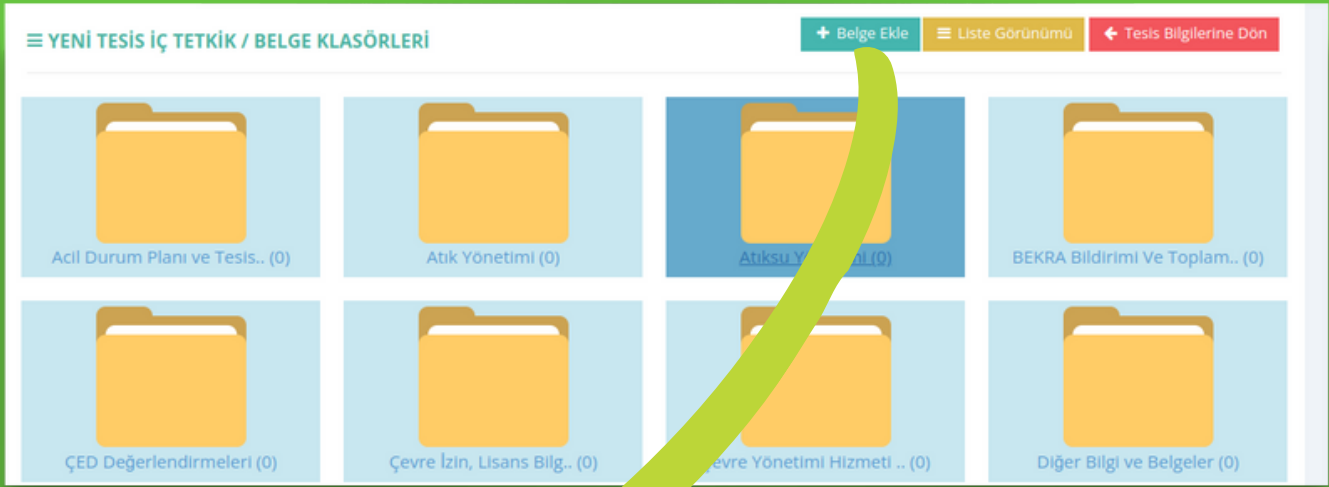 YENİ TESİS İÇ TETKİK / BELGE KLASÖRLERİ
Belge Ekle
Liste Görünümü
Tesis Bilgilerine Dön
Acil Durum Planı ve Tesis.. (0)
Atık Yönetimi (0)
Atıksu (0)
BEKRA Bildirimi Ve Toplam.. (0)
ÇED Değerlendirmeleri (0)
Çevre İzin, Lisans Bilg.. (0)
Yönetimi Hizmeti .. (0)
Diğer Bilgi ve Belgeler (0)